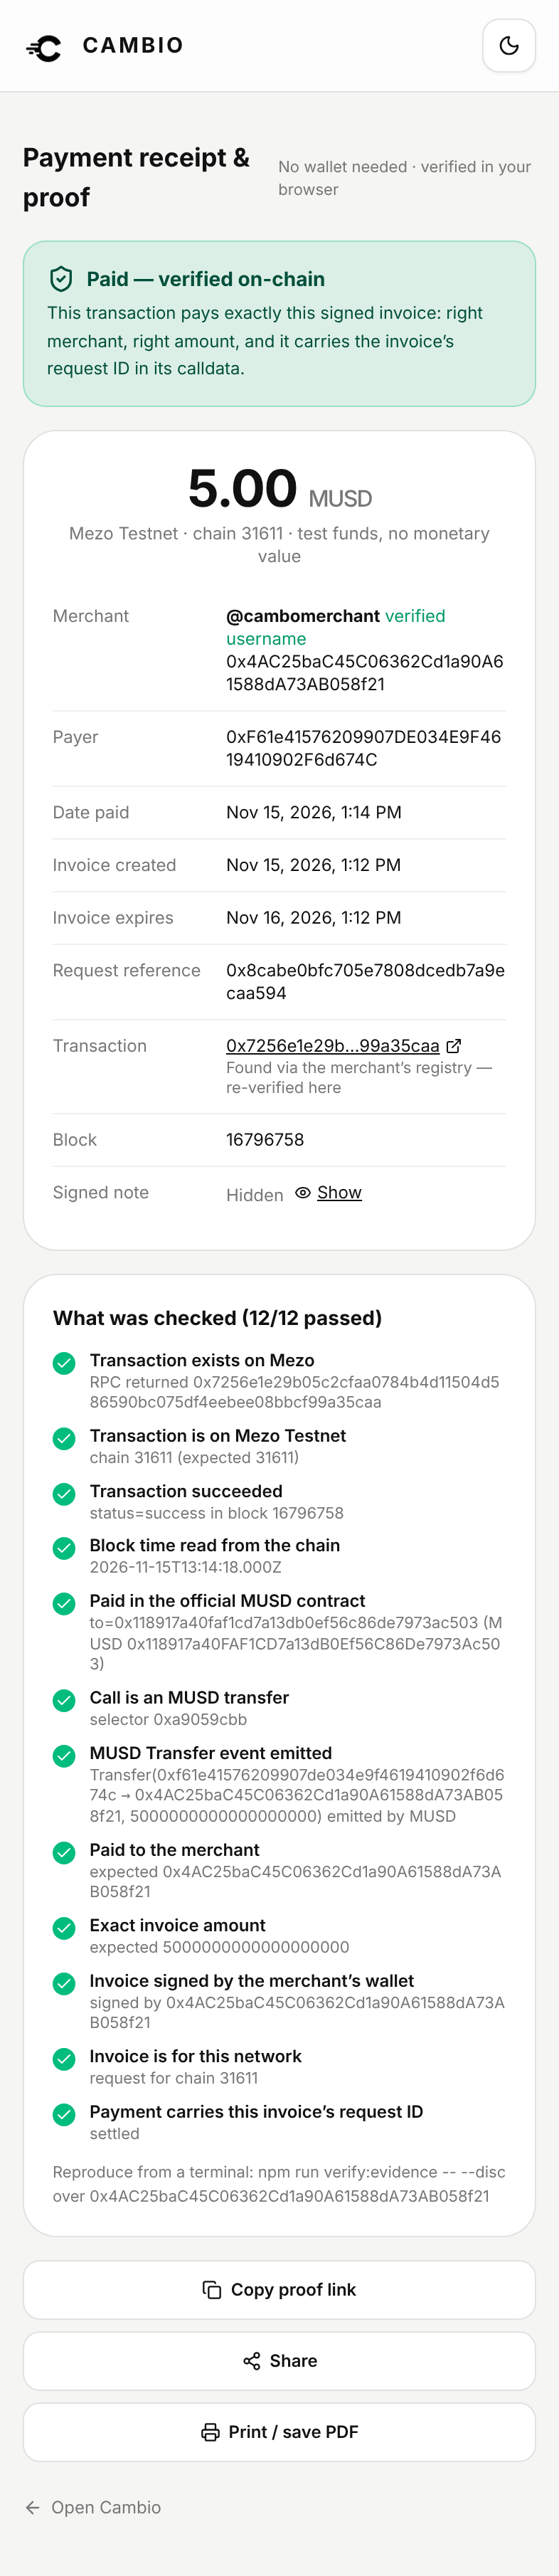 CAMBIO
Payment receipt &
proof
No wallet needed · verified in your
browser
Paid — verified on-chain
This transaction pays exactly this signed invoice: right
merchant, right amount, and it carries the invoice’s
request ID in its calldata.
5.00 MUSD
Mezo Testnet · chain 31611 · test funds, no monetary
value
Merchant
@cambomerchant verified
username
0x4AC25baC45C06362Cd1a90A6
1588dA73AB058f21
Payer
0xF61e41576209907DE034E9F46
19410902F6d674C
Date paid
Nov 15, 2026, 1:14 PM
Invoice created
Nov 15, 2026, 1:12 PM
Invoice expires
Nov 16, 2026, 1:12 PM
Request reference
0x8cabe0bfc705e7808dcedb7a9e
caa594
Transaction
0x7256e1e29b…99a35caa
Found via the merchant’s registry —
re-verified here
Block
16796758
Signed note
Hidden Show
What was checked (12/12 passed)
Transaction exists on Mezo
RPC returned 0x7256e1e29b05c2cfaa0784b4d11504d5
86590bc075df4eebee08bbcf99a35caa
Transaction is on Mezo Testnet
chain 31611 (expected 31611)
Transaction succeeded
status=success in block 16796758
Block time read from the chain
2026-11-15T13:14:18.000Z
Paid in the official MUSD contract
to=0x118917a40faf1cd7a13db0ef56c86de7973ac503 (M
USD 0x118917a40FAF1CD7a13dB0Ef56C86De7973Ac50
3)
Call is an MUSD transfer
selector 0xa9059cbb
MUSD Transfer event emitted
Transfer(0xf61e41576209907de034e9f4619410902f6d6
74c → 0x4AC25baC45C06362Cd1a90A61588dA73AB05
8f21, 5000000000000000000) emitted by MUSD
Paid to the merchant
expected 0x4AC25baC45C06362Cd1a90A61588dA73A
B058f21
Exact invoice amount
expected 5000000000000000000
Invoice signed by the merchant’s wallet
signed by 0x4AC25baC45C06362Cd1a90A61588dA73A
B058f21
Invoice is for this network
request for chain 31611
Payment carries this invoice’s request ID
settled
Reproduce from a terminal: npm run verify:evidence -- --disc
over 0x4AC25baC45C06362Cd1a90A61588dA73AB058f21
Copy proof link
Share
Print / save PDF
← Open Cambio